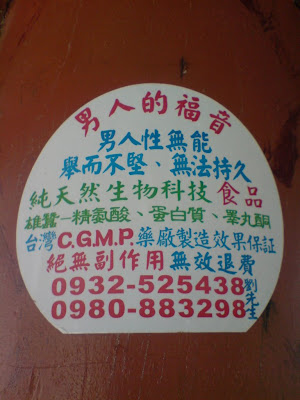 男人的福音
男人性無能
舉而不堅、無法持久
純天然生物科技食品
雄蠶-精氨酸、蛋白質、睪丸酮
台灣C.G.M.P.藥廠製造效果保証
絕無副作用無效退費
0932-525438
0980-883298
劉先生